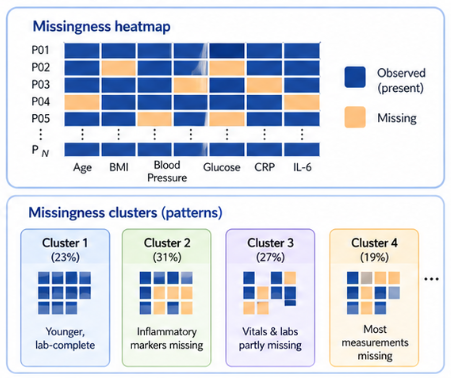 Missingness heatmap
P01
P02
P03
P04
P05
⋮ ⋮ ⋮ ⋮ ⋮ ⋮ ⋮
P N
Age BMI Blood Pressure Glucose CRP IL-6
Observed (present)
Missing
Missingness clusters (patterns)
Cluster 1
(23%)
Younger,
lab-complete
Cluster 2
(31%)
Inflammatory
markers missing
Cluster 3
(27%)
Vitals & labs
partly missing
Cluster 4
(19%)
Most
measurements
missing
...